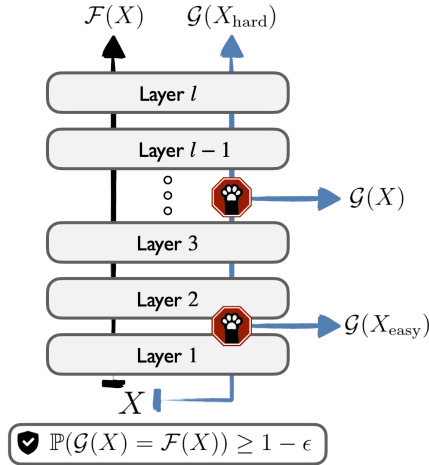 𝓕(X) 𝓖(X_hard)
Layer l
Layer l − 1
𝓖(X)
Layer 3
Layer 2
𝓖(X_easy)
Layer 1
X
ℙ(𝓖(X) = 𝓕(X)) ≥ 1 − ϵ